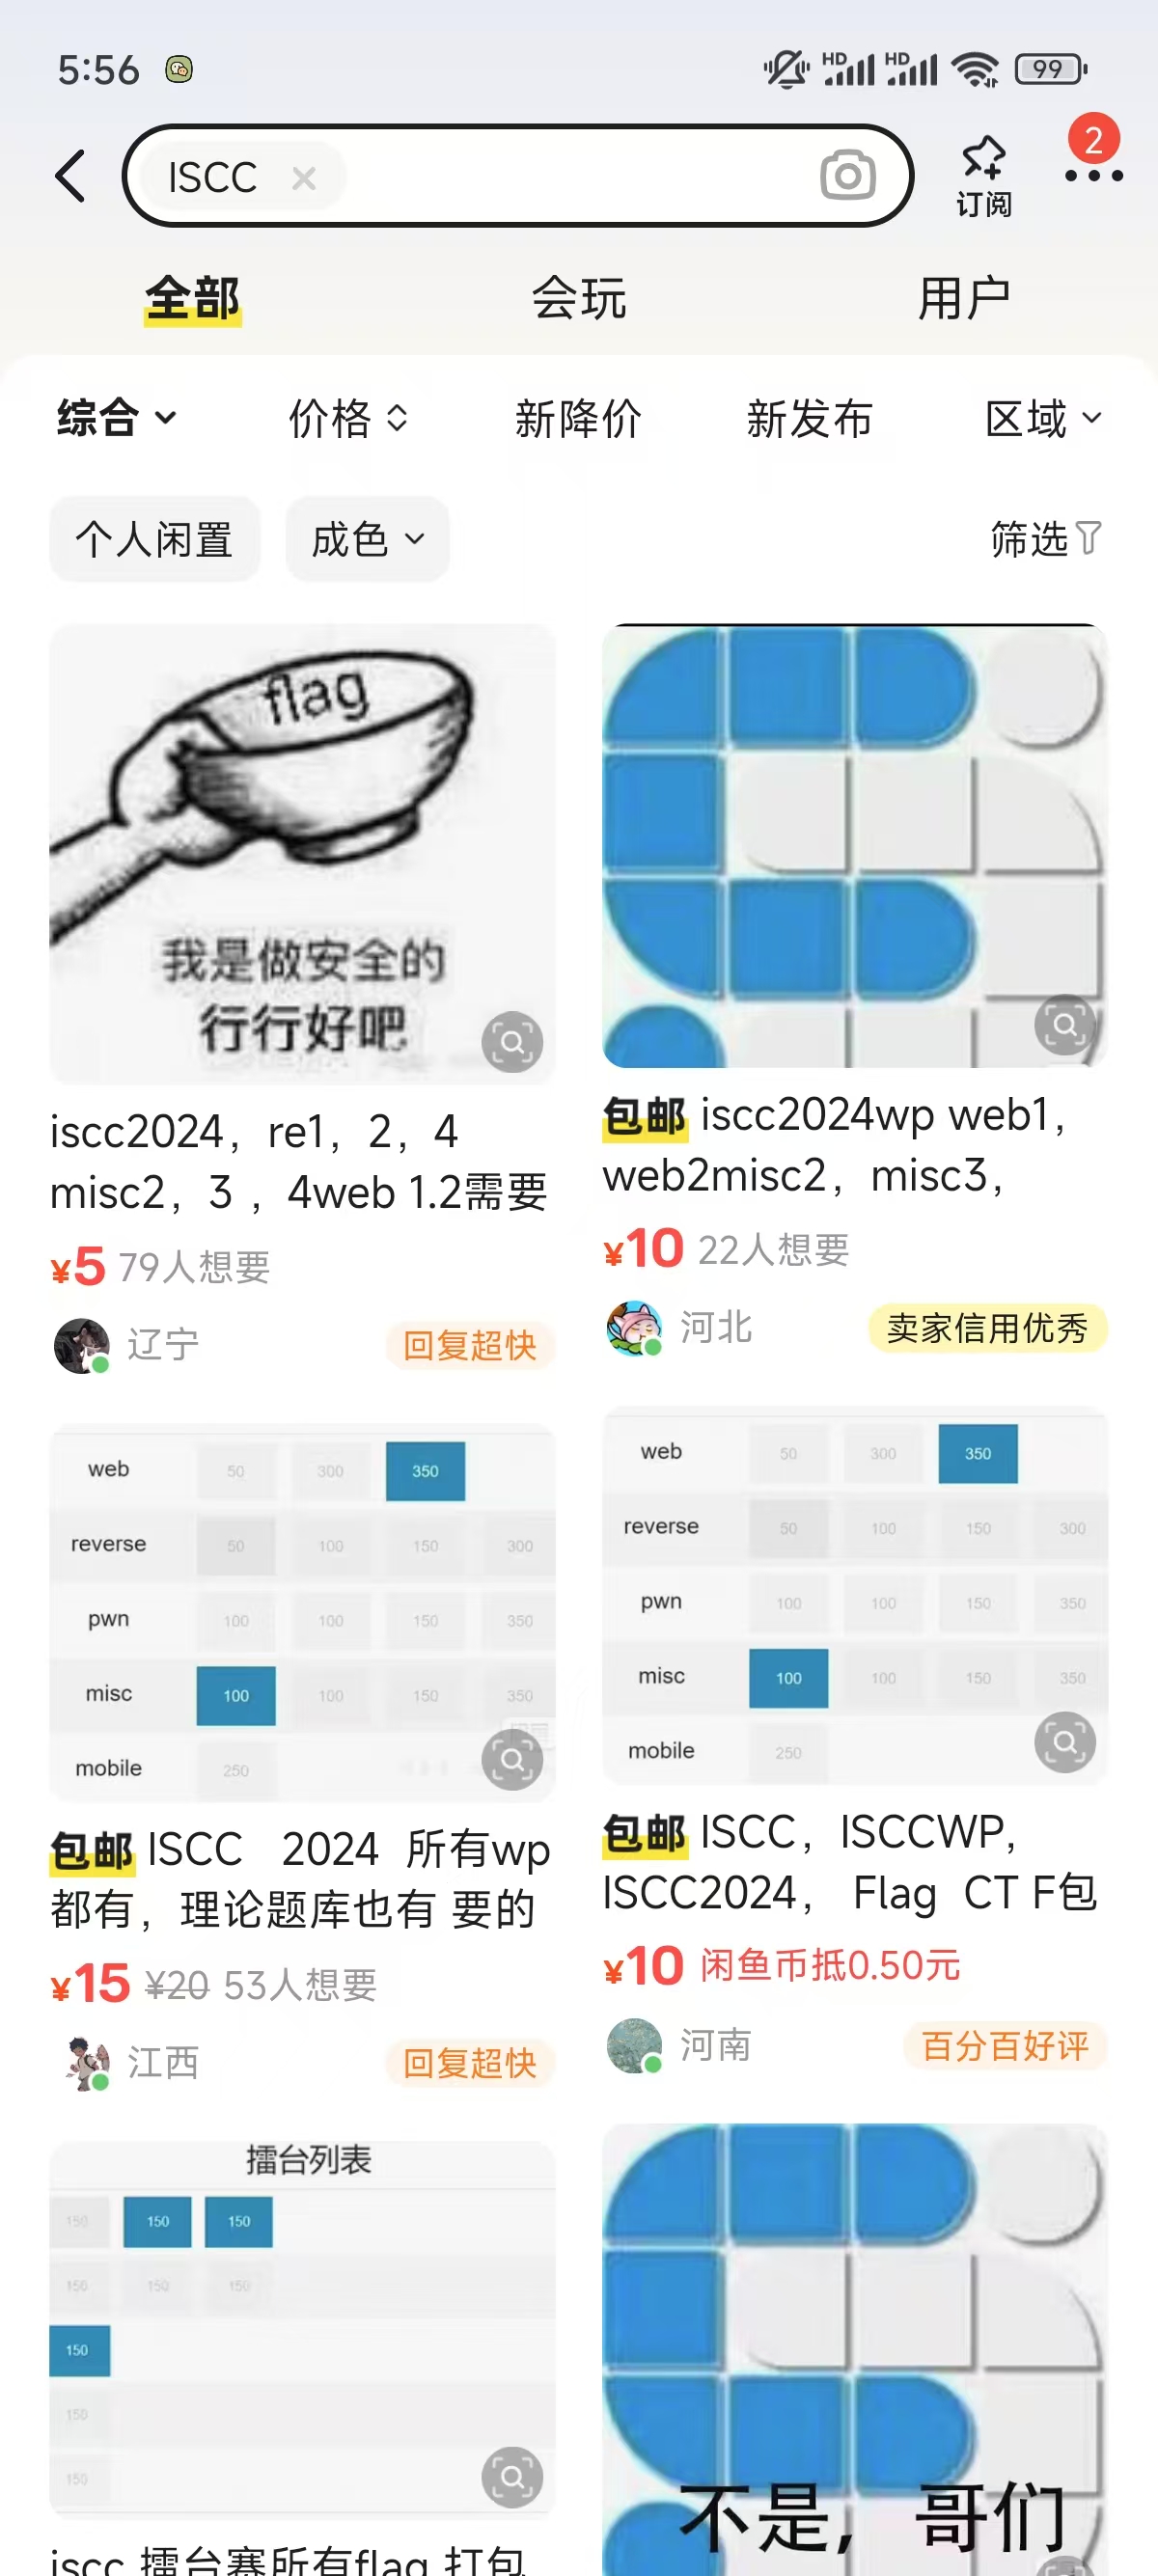 5:56
HD HD 99
ISCC
订阅
2
全部 会玩 用户
综合 价格 新降价 新发布 区域
个人闲置 成色 筛选
flag
我是做安全的
行行好吧
iscc2024，re1，2，4
misc2，3 ，4web 1.2需要
¥5 79人想要
辽宁 回复超快
包邮 iscc2024wp web1，
web2misc2，misc3，
¥10 22人想要
河北 卖家信用优秀
web 50 300 350
reverse 50 100 150 300
pwn 100 100 150 350
misc 100 100 150 350
mobile 250
包邮 ISCC 2024 所有wp
都有，理论题库也有 要的
¥15 ¥20 53人想要
江西 回复超快
web 50 300 350
reverse 50 100 150 300
pwn 100 100 150 350
misc 100 100 150 350
mobile 250
包邮 ISCC，ISCCWP，
ISCC2024， Flag CT F包
¥10 闲鱼币抵0.50元
河南 百分百好评
擂台列表
150 150 150
150 150 150
150
150
150
iscc 擂台赛所有flag 打包
不是， 哥们